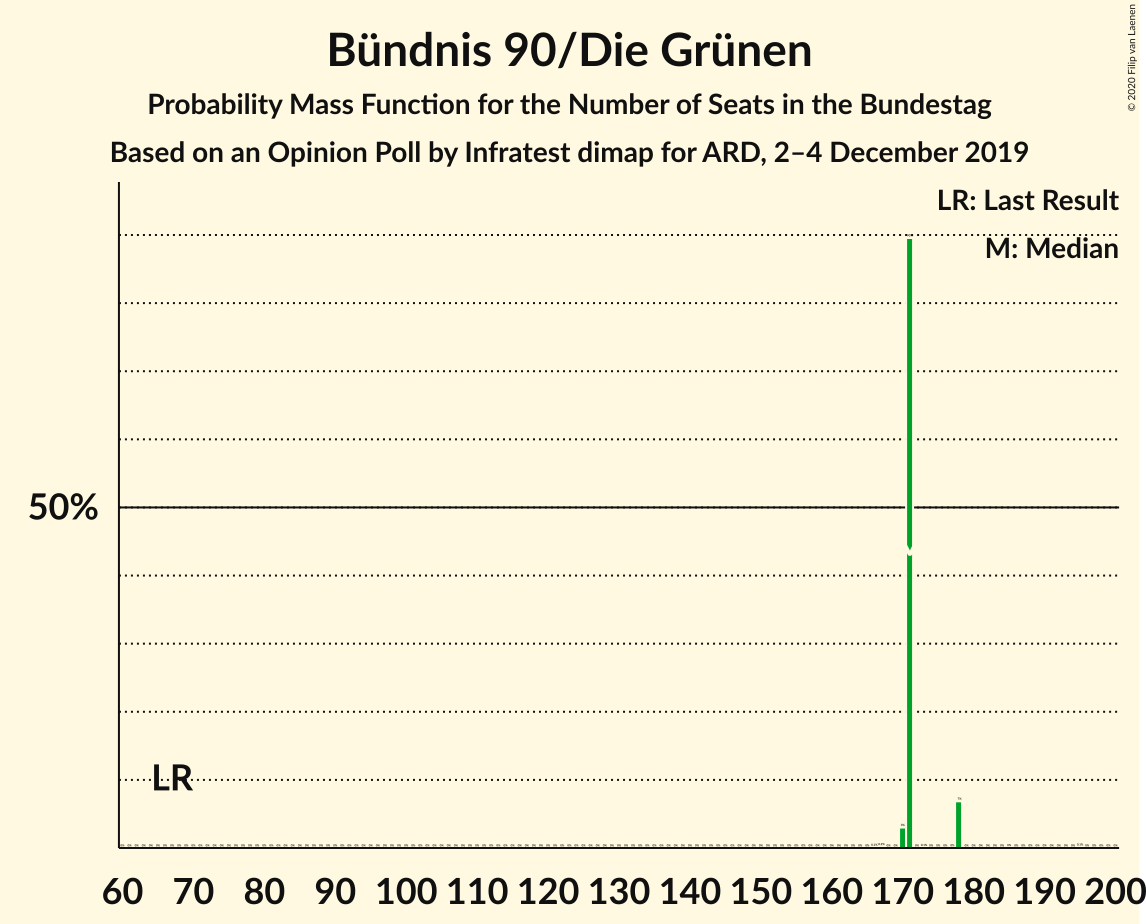 Bündnis 90/Die Grünen
Probability Mass Function for the Number of Seats in the Bundestag
Based on an Opinion Poll by Infratest dimap for ARD, 2–4 December 2019
© 2020 Filip van Laenen
LR: Last Result
M: Median
50%
LR
60 70 80 90 100 110 120 130 140 150 160 170 180 190 200